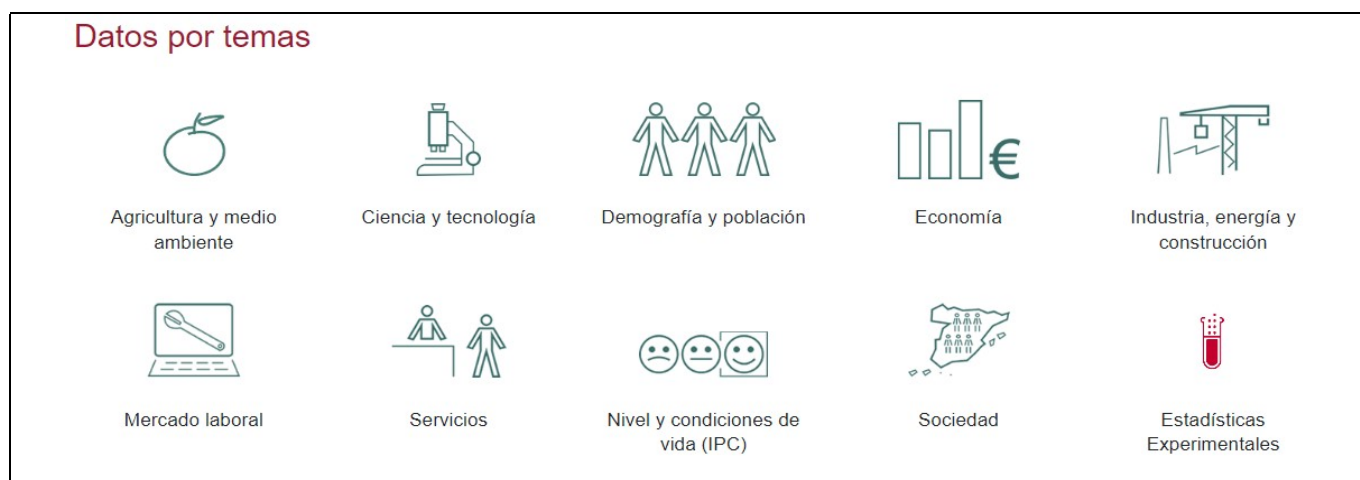 Datos por temas
€
Agricultura y medio
ambiente
Ciencia y tecnología
Demografía y población
Economía
Industria, energía y
construcción
Mercado laboral
Servicios
Nivel y condiciones de
vida (IPC)
Sociedad
Estadísticas
Experimentales